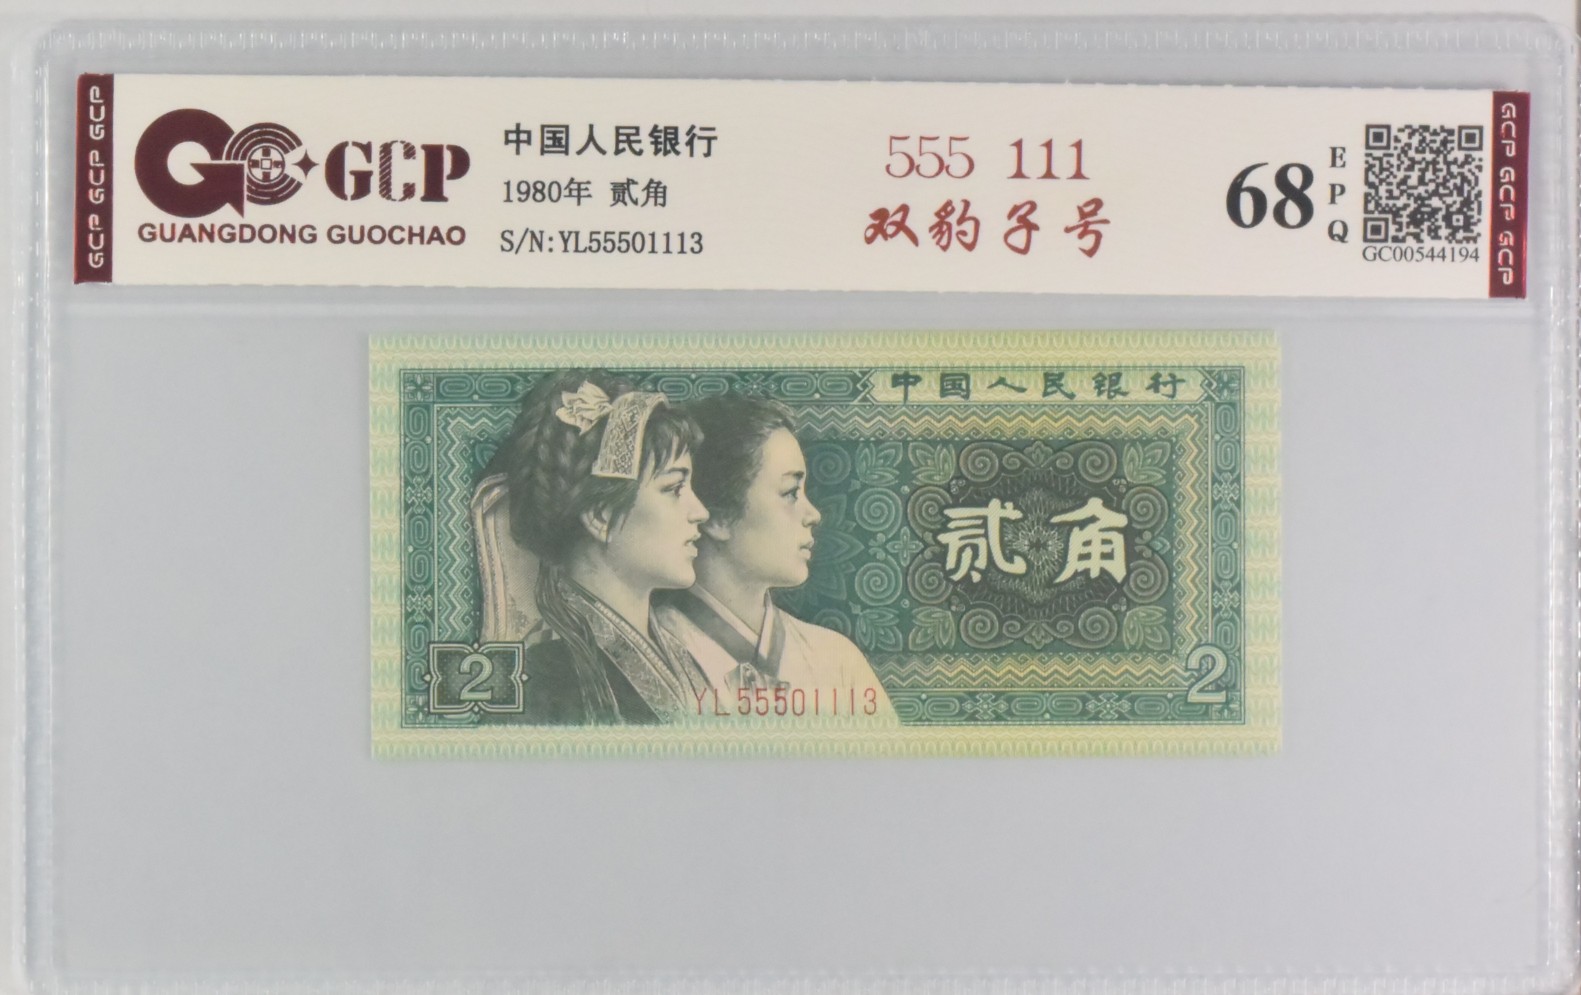 GCP GCP GCP
GCP
GUANGDONG GUOCHAO
中国人民银行
1980年 贰角
S/N:YL55501113
555 111
双豹子号
68
EPQ
GC00544194
GCP GCP GCP
中国人民银行
贰角
2
2
YL55501113